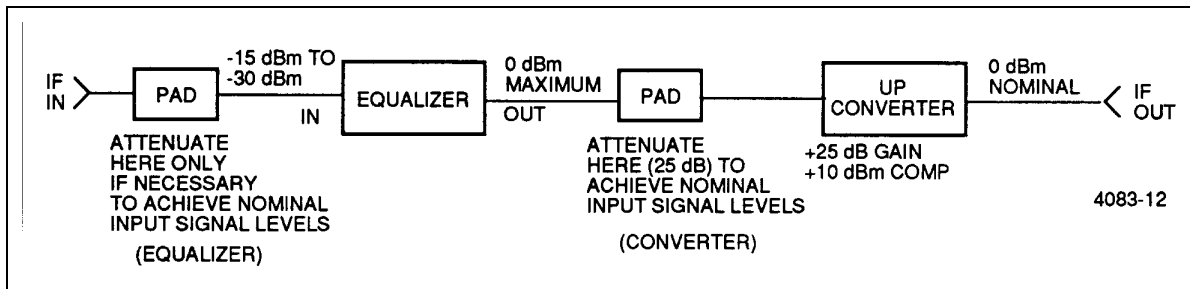 IF
IN
PAD
-15 dBm TO
-30 dBm
IN
EQUALIZER
0 dBm
MAXIMUM
OUT
PAD
UP
CONVERTER
0 dBm
NOMINAL
IF
OUT
ATTENUATE
HERE ONLY
IF NECESSARY
TO ACHIEVE NOMINAL
INPUT SIGNAL LEVELS
(EQUALIZER)
ATTENUATE
HERE (25 dB) TO
ACHIEVE NOMINAL
INPUT SIGNAL LEVELS
(CONVERTER)
+25 dB GAIN
+10 dBm COMP
4083-12